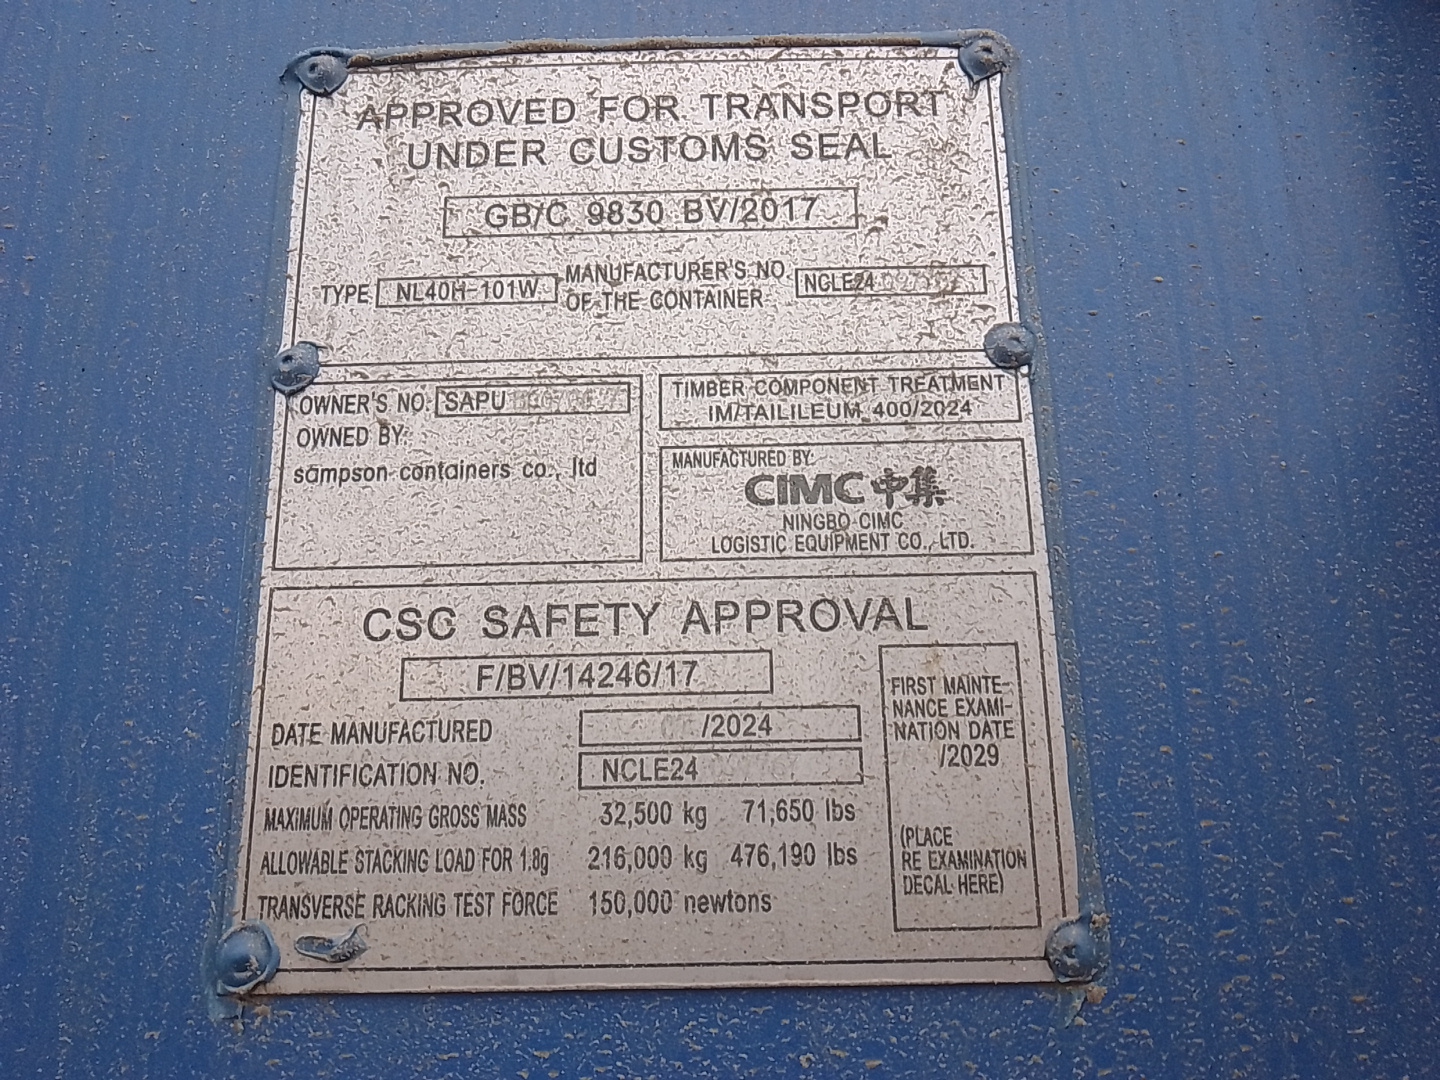 APPROVED FOR TRANSPORT
UNDER CUSTOMS SEAL
GB/C 9830 BV/2017
TYPE NL40H-101W MANUFACTURER'S NO. OF THE CONTAINER NCLE24
OWNER'S NO. SAPU
OWNED BY:
sampson containers co., ltd
TIMBER COMPONENT TREATMENT
IM/TAILILEUM 400/2024
MANUFACTURED BY:
CIMC 中集
NINGBO CIMC
LOGISTIC EQUIPMENT CO., LTD.
CSC SAFETY APPROVAL
F/BV/14246/17
DATE MANUFACTURED /2024
IDENTIFICATION NO. NCLE24
MAXIMUM OPERATING GROSS MASS 32,500 kg 71,650 lbs
ALLOWABLE STACKING LOAD FOR 1.8g 216,000 kg 476,190 lbs
TRANSVERSE RACKING TEST FORCE 150,000 newtons
FIRST MAINTE-
NANCE EXAMI-
NATION DATE
/2029
(PLACE
RE EXAMINATION
DECAL HERE)